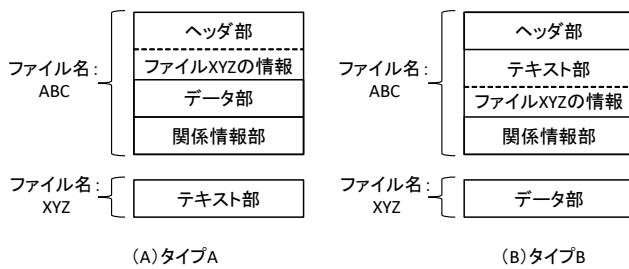 ファイル名:
ABC
ヘッダ部
ファイルXYZの情報
データ部
関係情報部
ファイル名:
XYZ
テキスト部
(A)タイプA
ファイル名:
ABC
ヘッダ部
テキスト部
ファイルXYZの情報
関係情報部
ファイル名:
XYZ
データ部
(B)タイプB